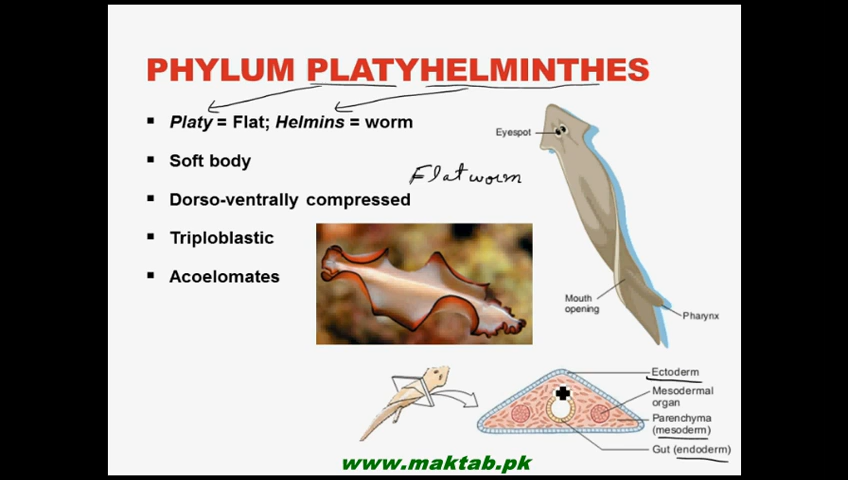 PHYLUM PLATYHELMINTHES
Platy = Flat; Helmins = worm
Soft body
Flatworm
Dorso-ventrally compressed
Triploblastic
Acoelomates
Eyespot
Mouth
opening
Pharynx
Ectoderm
Mesodermal
organ
Parenchyma
(mesoderm)
Gut (endoderm)
www.maktab.pk